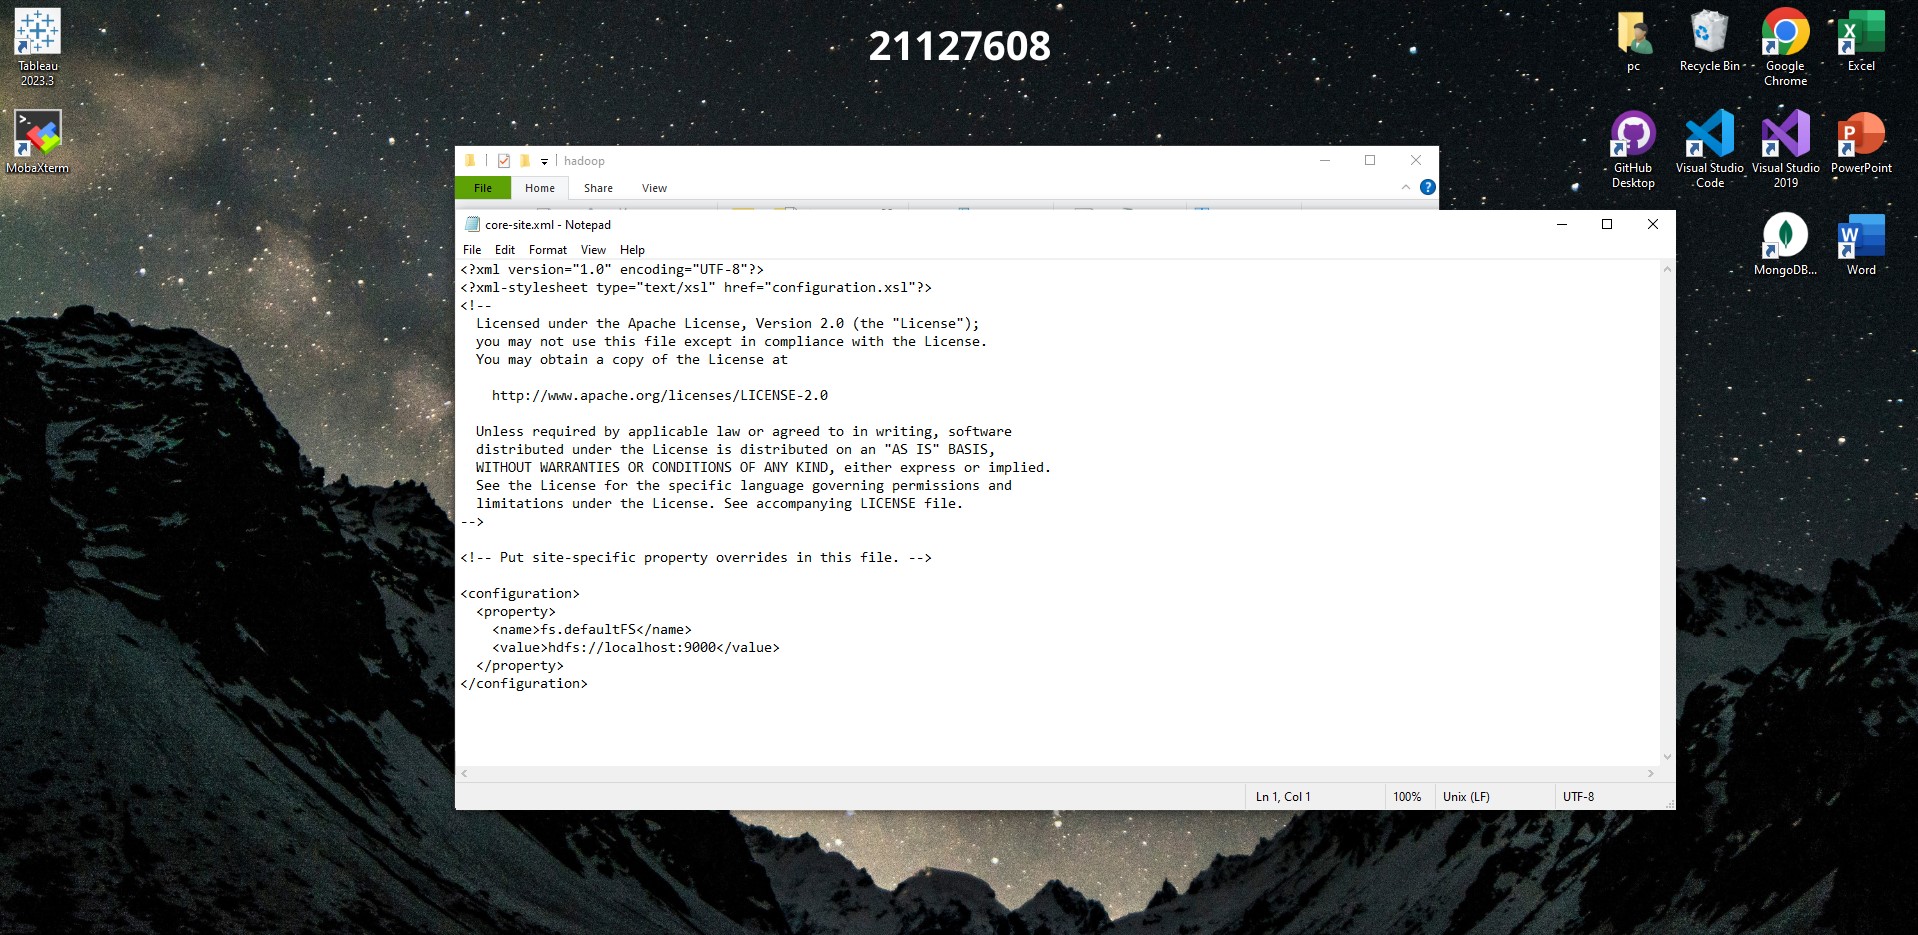 21127608
Tableau
2023.3
MobaXterm
pc
Recycle Bin
Google
Chrome
Excel
GitHub
Desktop
Visual Studio
Code
Visual Studio
2019
PowerPoint
MongoDB...
Word
hadoop
File Home Share View
core-site.xml - Notepad
File Edit Format View Help
<?xml version="1.0" encoding="UTF-8"?>
<?xml-stylesheet type="text/xsl" href="configuration.xsl"?>
<!--
  Licensed under the Apache License, Version 2.0 (the "License");
  you may not use this file except in compliance with the License.
  You may obtain a copy of the License at

    http://www.apache.org/licenses/LICENSE-2.0

  Unless required by applicable law or agreed to in writing, software
  distributed under the License is distributed on an "AS IS" BASIS,
  WITHOUT WARRANTIES OR CONDITIONS OF ANY KIND, either express or implied.
  See the License for the specific language governing permissions and
  limitations under the License. See accompanying LICENSE file.
-->

<!-- Put site-specific property overrides in this file. -->

<configuration>
  <property>
    <name>fs.defaultFS</name>
    <value>hdfs://localhost:9000</value>
  </property>
</configuration>
Ln 1, Col 1 100% Unix (LF) UTF-8